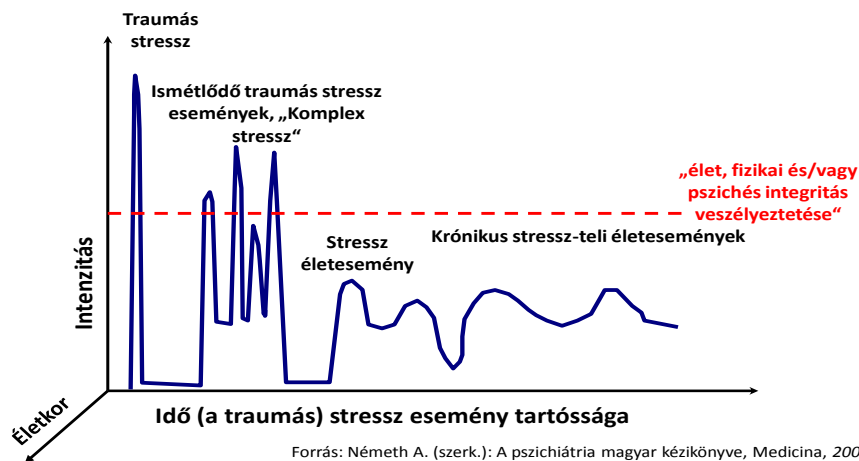 Traumás
stressz
Ismétlődő traumás stressz
események, „Komplex
stressz“
„élet, fizikai és/vagy
pszichés integritás
veszélyeztetése“
Stressz
életesemény
Krónikus stressz-teli életesemények
Intenzitás
Életkor
Idő (a traumás) stressz esemény tartóssága
Forrás: Németh A. (szerk.): A pszichiátria magyar kézikönyve, Medicina, 200